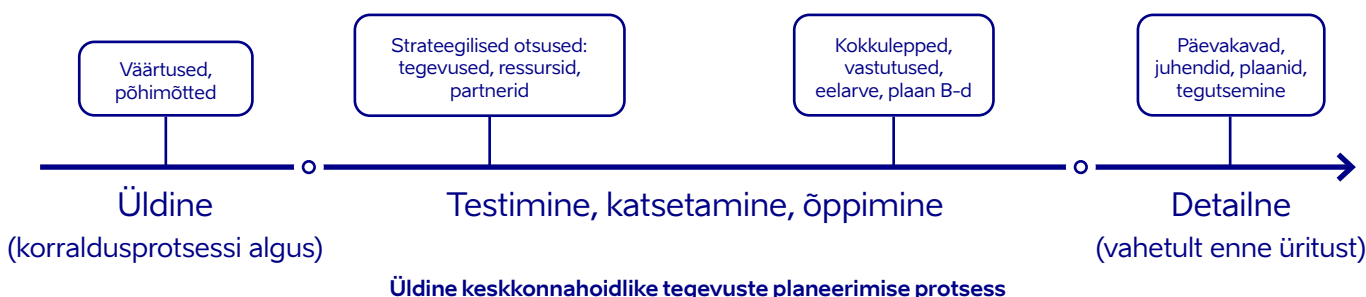 Väärtused,
põhimõtted
Strateegilised otsused:
tegevused, ressursid,
partnerid
Kokkulepped,
vastutused,
eelarve, plaan B-d
Päevakavad,
juhendid, plaanid,
tegutsemine
Üldine
(korraldusprotsessi algus)
Testimine, katsetamine, õppimine
Detailne
(vahetult enne üritust)
Üldine keskkonnahoidlike tegevuste planeerimise protsess